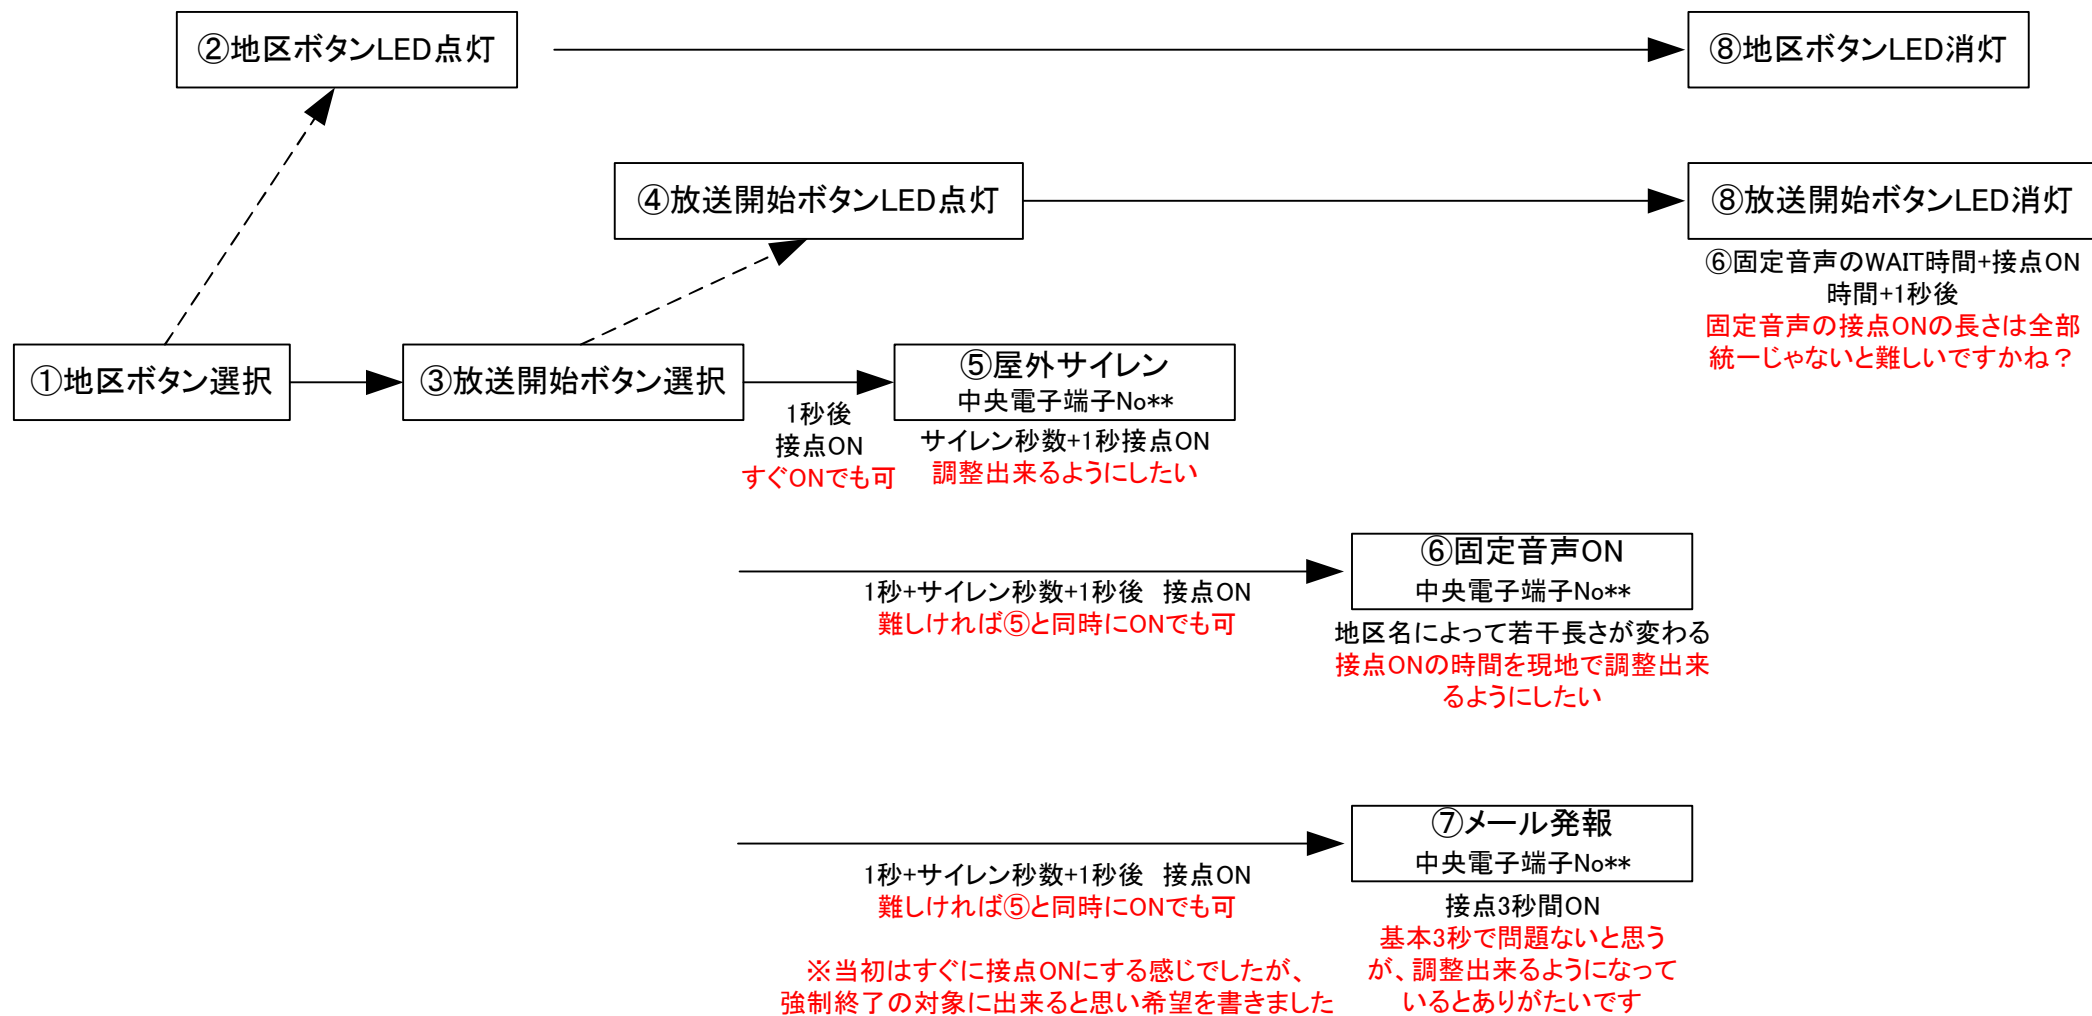 ②地区ボタンLED点灯
⑧地区ボタンLED消灯
④放送開始ボタンLED点灯
⑧放送開始ボタンLED消灯
⑥固定音声のWAIT時間+接点ON
時間+1秒後
固定音声の接点ONの長さは全部
統一じゃないと難しいですかね？
①地区ボタン選択
③放送開始ボタン選択
1秒後
接点ON
すぐONでも可
⑤屋外サイレン
中央電子端子No**
サイレン秒数+1秒接点ON
調整出来るようにしたい
1秒+サイレン秒数+1秒後　接点ON
難しければ⑤と同時にONでも可
⑥固定音声ON
中央電子端子No**
地区名によって若干長さが変わる
接点ONの時間を現地で調整出来
るようにしたい
1秒+サイレン秒数+1秒後　接点ON
難しければ⑤と同時にONでも可
※当初はすぐに接点ONにする感じでしたが、
強制終了の対象に出来ると思い希望を書きました
⑦メール発報
中央電子端子No**
接点3秒間ON
基本3秒で問題ないと思う
が、調整出来るようになって
いるとありがたいです